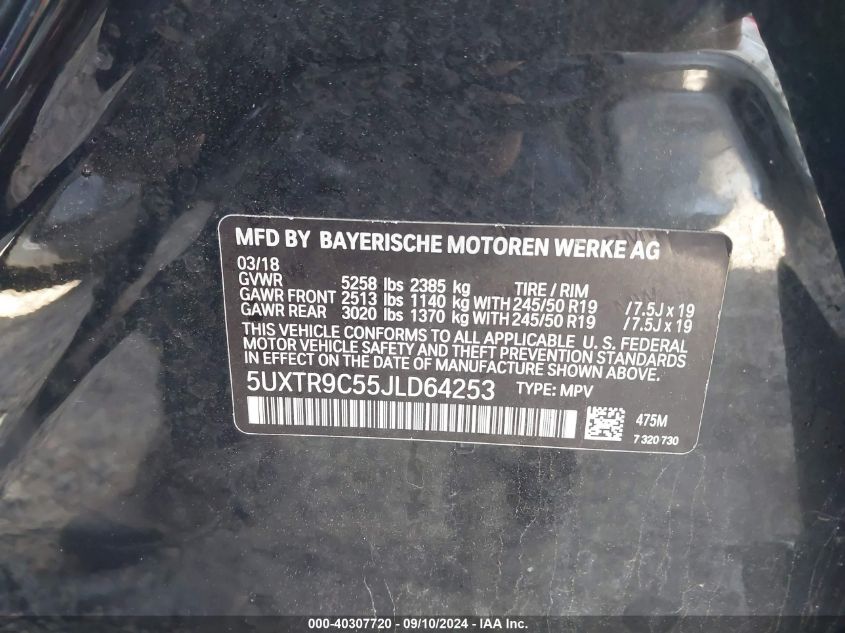 MFD BY BAYERISCHE MOTOREN WERKE AG
03/18
GVWR 5258 lbs 2385 kg TIRE / RIM
GAWR FRONT 2513 lbs 1140 kg WITH 245/50 R19 /7.5J x 19
GAWR REAR 3020 lbs 1370 kg WITH 245/50 R19 /7.5J x 19
THIS VEHICLE CONFORMS TO ALL APPLICABLE U. S. FEDERAL
MOTOR VEHICLE SAFETY AND THEFT PREVENTION STANDARDS
IN EFFECT ON THE DATE OF MANUFACTURE SHOWN ABOVE.
5UXTR9C55JLD64253 TYPE: MPV
475M
7 320 730
000-40307720 — 09/10/2024 — IAA Inc.